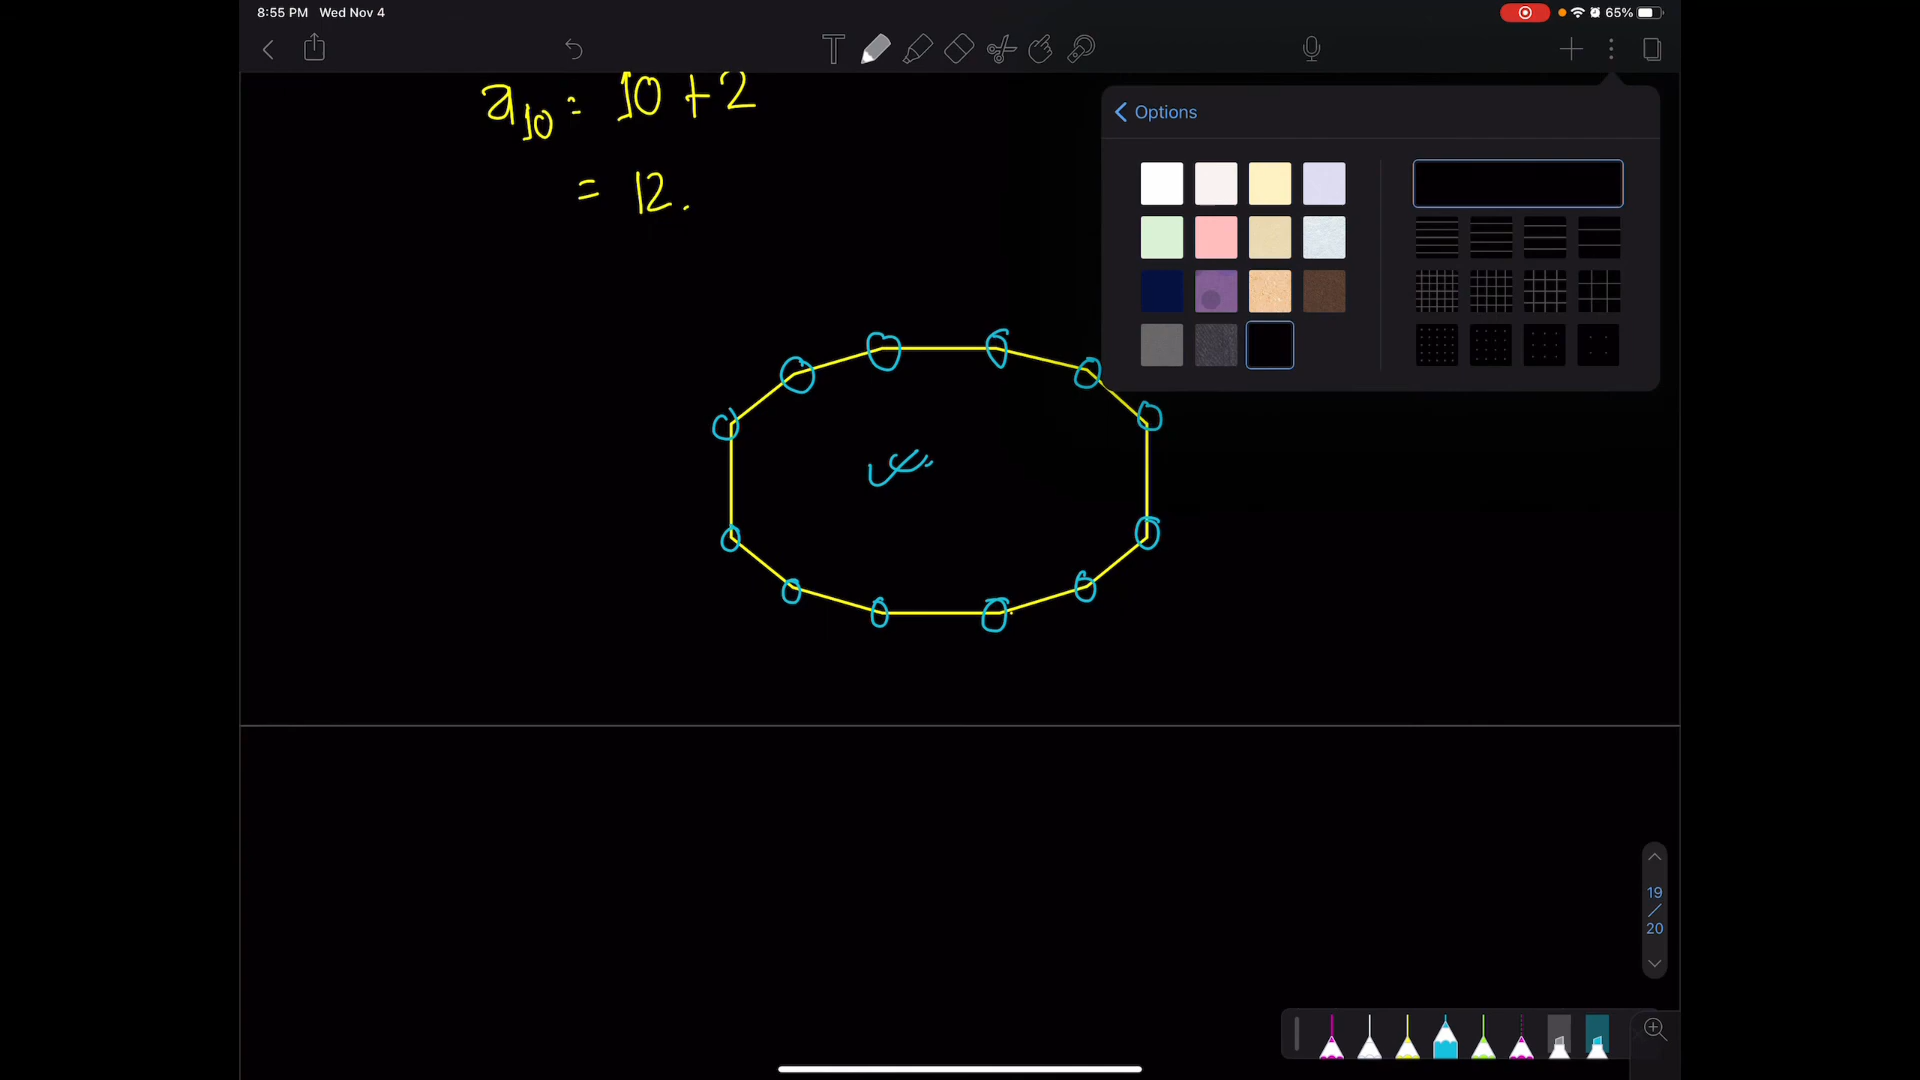 8:55 PM Wed Nov 4
65%
Options
a₁₀ = 10 + 2
= 12.
19
/
20